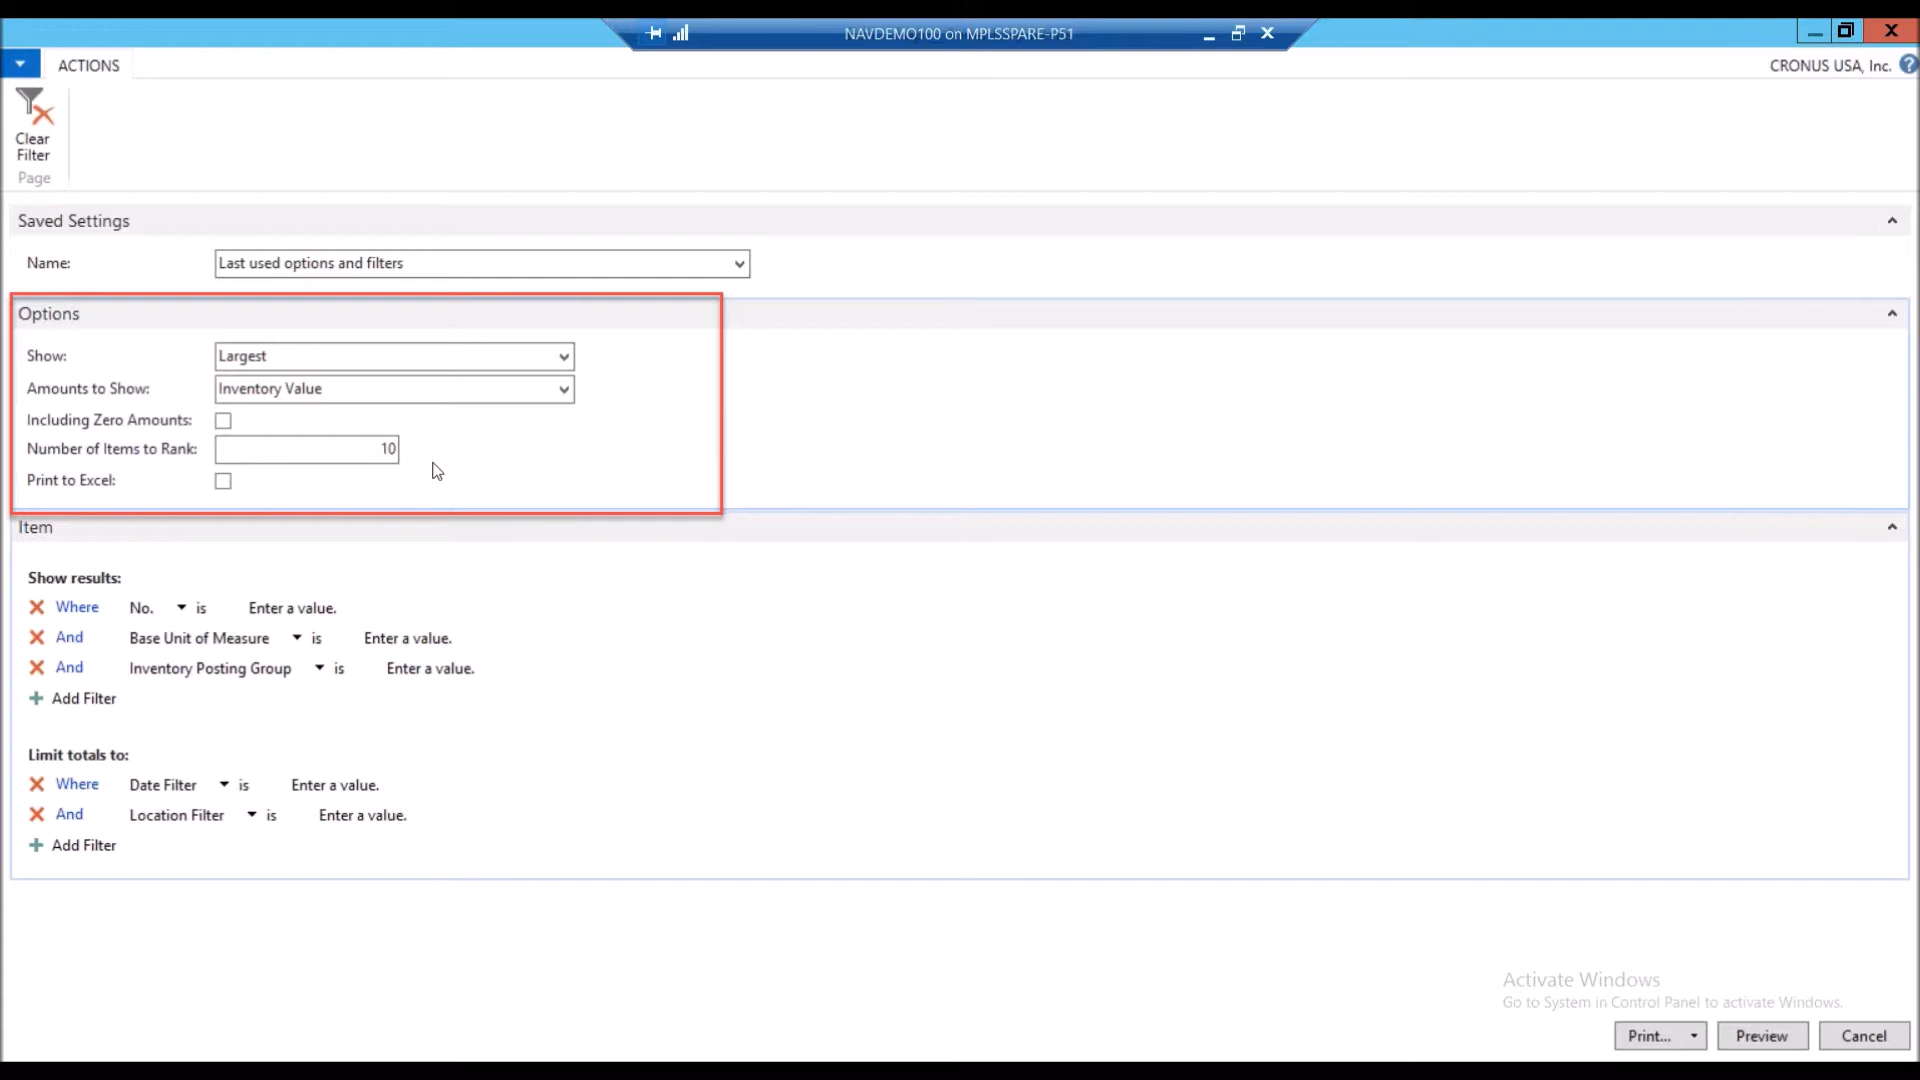 NAVDEMO100 on MPLSSPARE-P51
ACTIONS
CRONUS USA, Inc. ?
Clear
Filter
Page
Saved Settings
Name: Last used options and filters
Options
Show: Largest
Amounts to Show: Inventory Value
Including Zero Amounts:
Number of Items to Rank: 10
Print to Excel:
Item
Show results:
Where No. is Enter a value.
And Base Unit of Measure is Enter a value.
And Inventory Posting Group is Enter a value.
Add Filter
Limit totals to:
Where Date Filter is Enter a value.
And Location Filter is Enter a value.
Add Filter
Activate Windows
Go to System in Control Panel to activate Windows.
Print... Preview Cancel